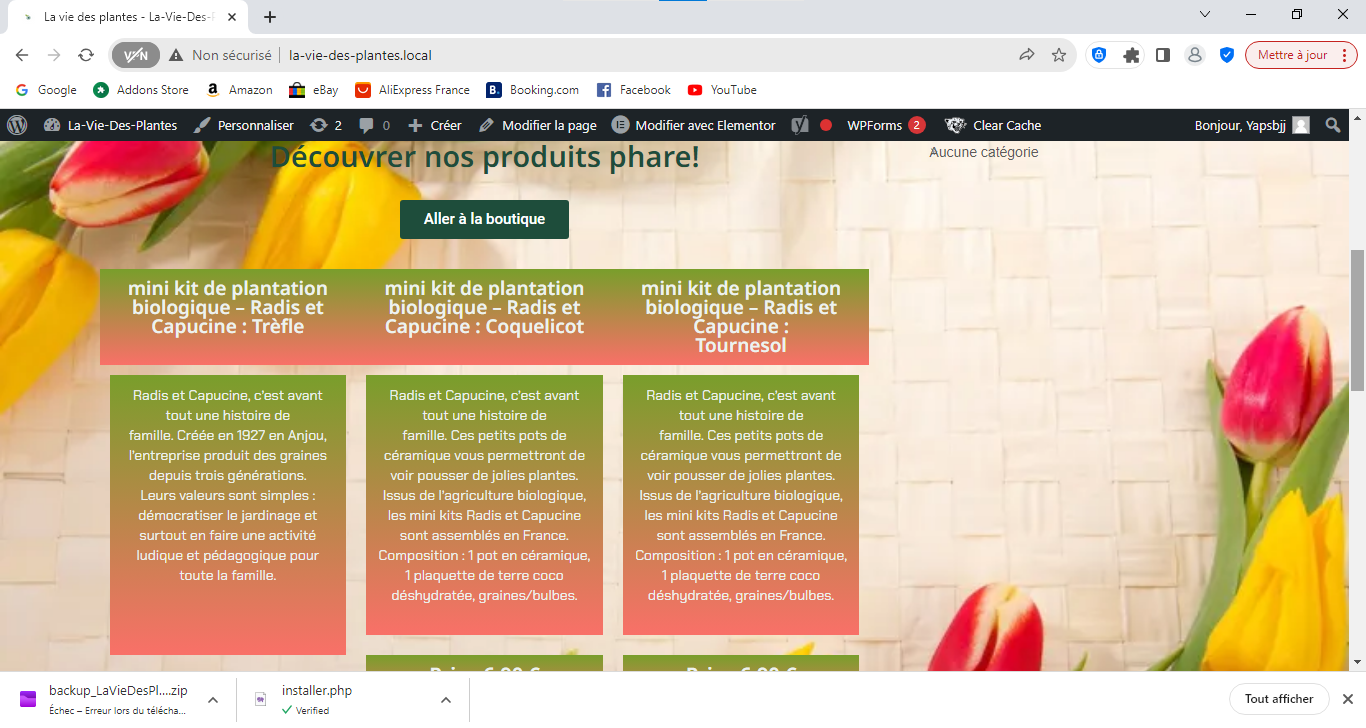 La vie des plantes - La-Vie-Des-P
VPN
Non sécurisé
la-vie-des-plantes.local
Mettre à jour
Google
Addons Store
Amazon
eBay
AliExpress France
Booking.com
Facebook
YouTube
La-Vie-Des-Plantes
Personnaliser
2
0
Créer
Modifier la page
Modifier avec Elementor
WPForms 2
Clear Cache
Bonjour, Yapsbjj
Découvrer nos produits phare!
Aucune catégorie
Aller à la boutique
mini kit de plantation
biologique – Radis et
Capucine : Trèfle
mini kit de plantation
biologique – Radis et
Capucine : Coquelicot
mini kit de plantation
biologique – Radis et
Capucine :
Tournesol
Radis et Capucine, c'est avant
tout une histoire de
famille. Créée en 1927 en Anjou,
l'entreprise produit des graines
depuis trois générations.
Leurs valeurs sont simples :
démocratiser le jardinage et
surtout en faire une activité
ludique et pédagogique pour
toute la famille.
Radis et Capucine, c'est avant
tout une histoire de
famille. Ces petits pots de
céramique vous permettront de
voir pousser de jolies plantes.
Issus de l'agriculture biologique,
les mini kits Radis et Capucine
sont assemblés en France.
Composition : 1 pot en céramique,
1 plaquette de terre coco
déshydratée, graines/bulbes.
Radis et Capucine, c'est avant
tout une histoire de
famille. Ces petits pots de
céramique vous permettront de
voir pousser de jolies plantes.
Issus de l'agriculture biologique,
les mini kits Radis et Capucine
sont assemblés en France.
Composition : 1 pot en céramique,
1 plaquette de terre coco
déshydratée, graines/bulbes.
backup_LaVieDesPl....zip
Échec – Erreur lors du télécha...
installer.php
Verified
Tout afficher